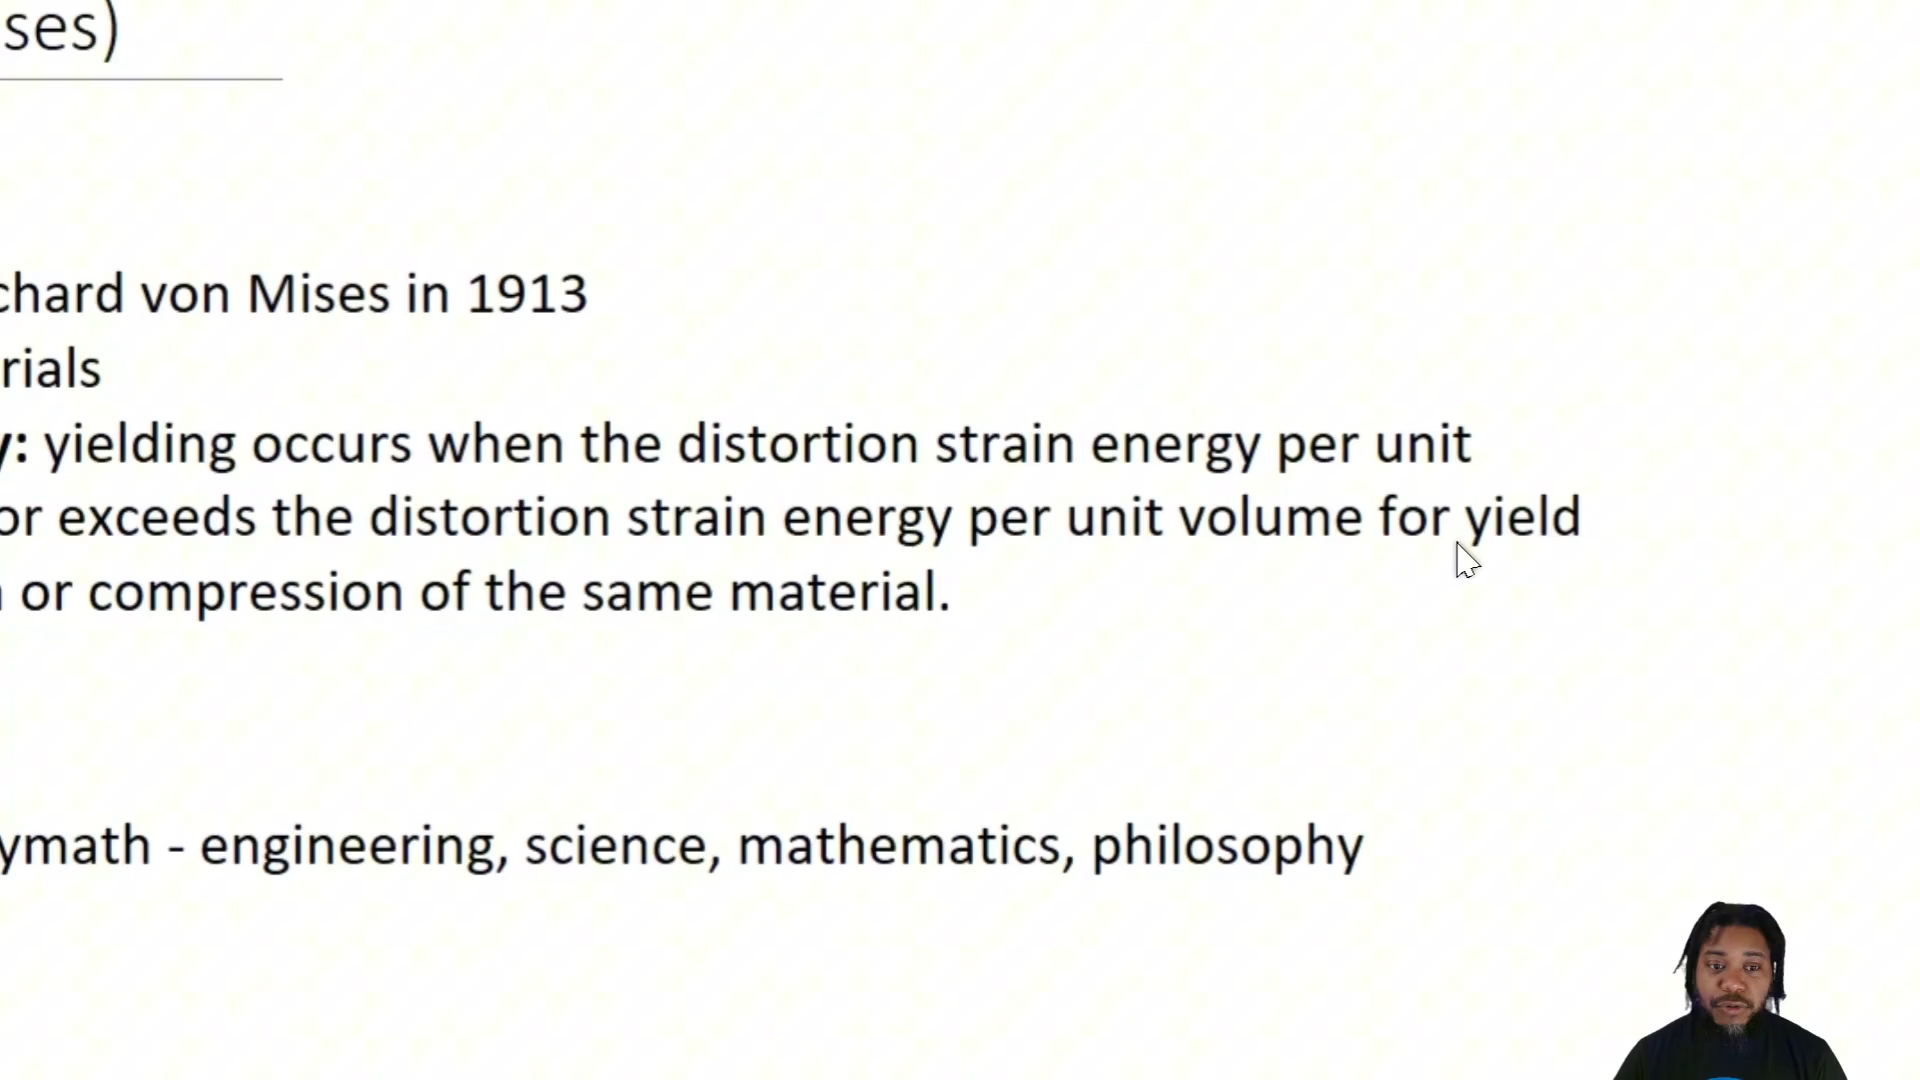 ses)
chard von Mises in 1913
rials
y: yielding occurs when the distortion strain energy per unit
or exceeds the distortion strain energy per unit volume for yield
or compression of the same material.
ymath - engineering, science, mathematics, philosophy